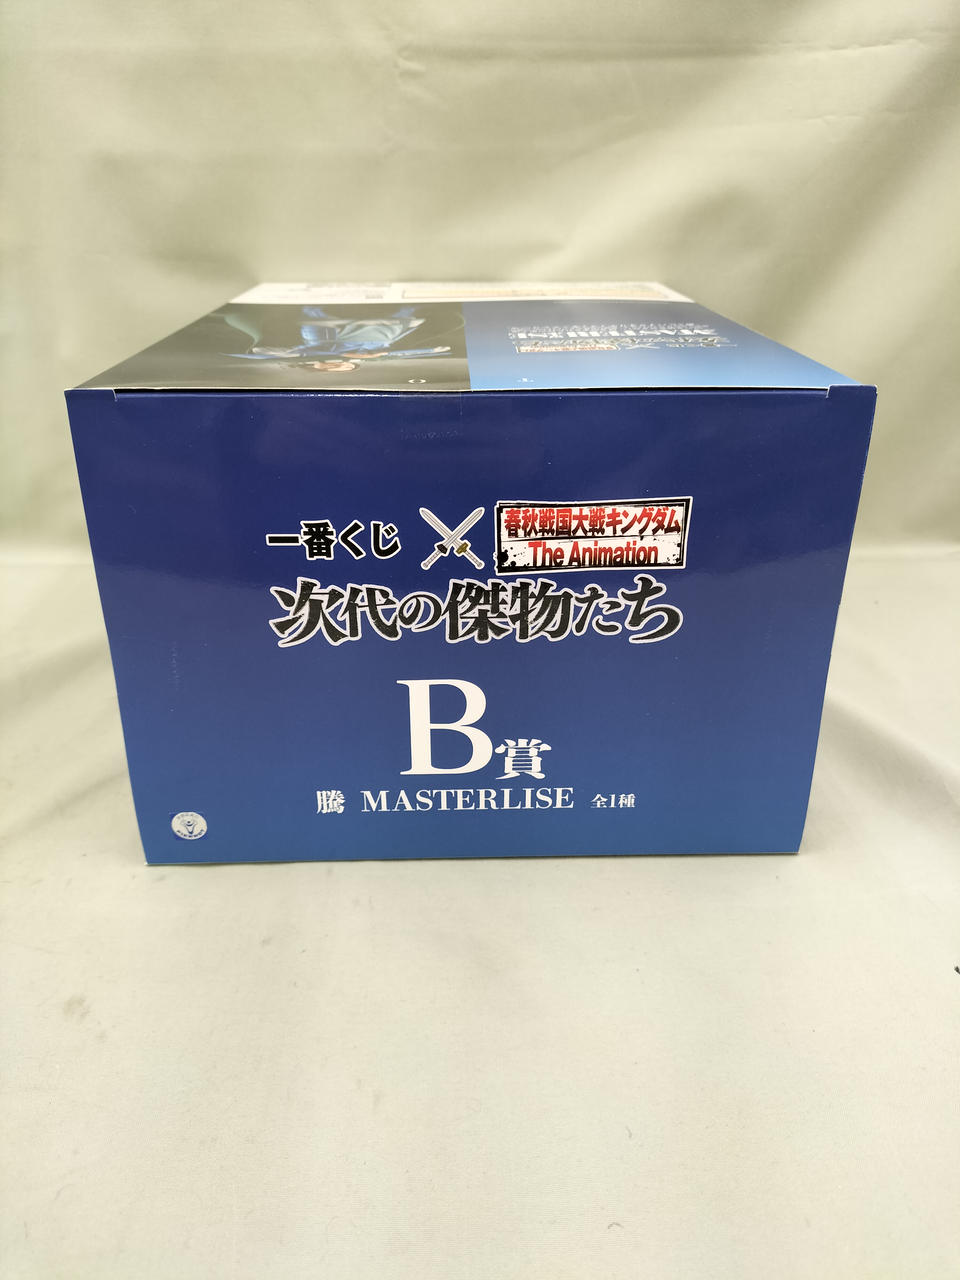 一番くじ
春秋戦国大戦キングダム
The Animation
次代の傑物たち
B賞
騰 MASTERLISE 全1種